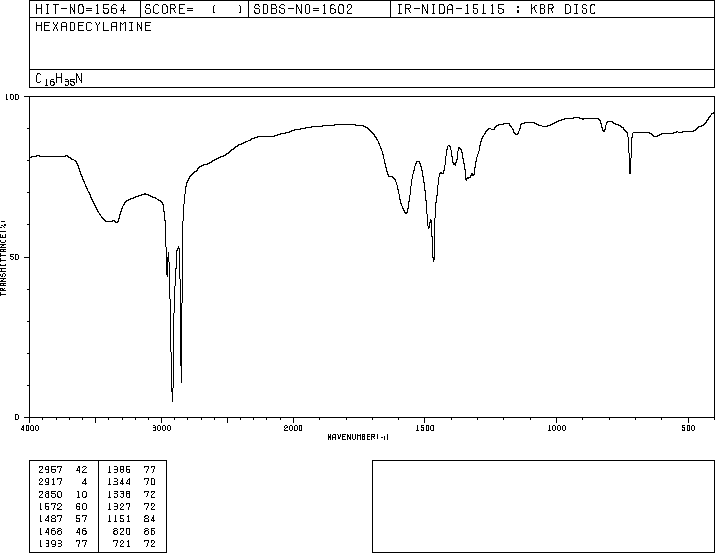 HIT-NO=1564 SCORE= ( ) SDBS-NO=1602 IR-NIDA-15115 : KBR DISC
HEXADECYLAMINE
C16H35N
100
50
0
TRANSMITTANCE(%)
4000 3000 2000 1500 1000 500
WAVENUMBER(-1)
2957 42 1386 77
2917 4 1344 70
2850 10 1338 72
1572 60 1327 72
1487 57 1151 84
1466 46 820 86
1393 77 721 72